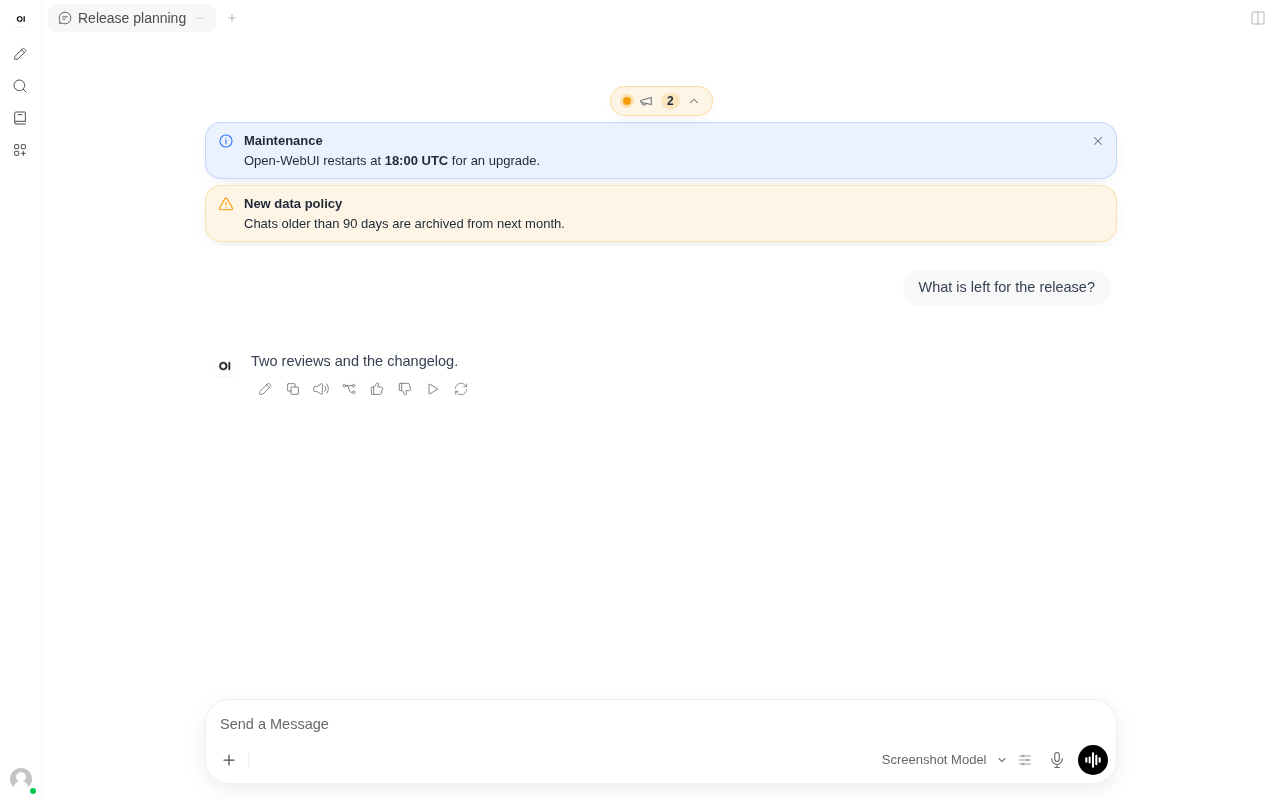 OI
Release planning
2
Maintenance
Open-WebUI restarts at 18:00 UTC for an upgrade.
New data policy
Chats older than 90 days are archived from next month.
What is left for the release?
OI
Two reviews and the changelog.
Send a Message
Screenshot Model